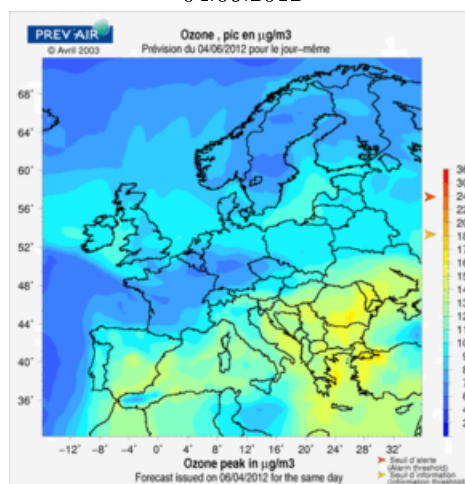 04/06/2012
PREV'AIR
© Avril 2003
Ozone , pic en µg/m3
Prévision du 04/06/2012 pour le jour-même
68°
64°
60°
56°
52°
48°
44°
40°
36°
−12° −8° −4° 0° 4° 8° 12° 16° 20° 24° 28° 32°
Ozone peak in µg/m3
Forecast issued on 06/04/2012 for the same day
Seuil d'alerte
(Alarm threshold)
Seuil d'information
(Information threshold)